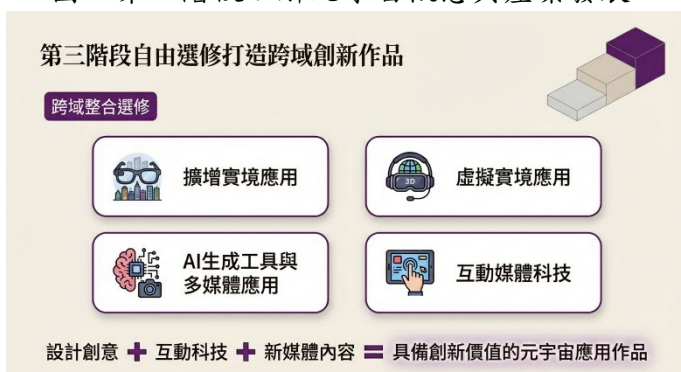 第三階段自由選修打造跨域創新作品
跨域整合選修
擴增實境應用
3D
虛擬實境應用
AI生成工具與
多媒體應用
互動媒體科技
設計創意 + 互動科技 + 新媒體內容 = 具備創新價值的元宇宙應用作品